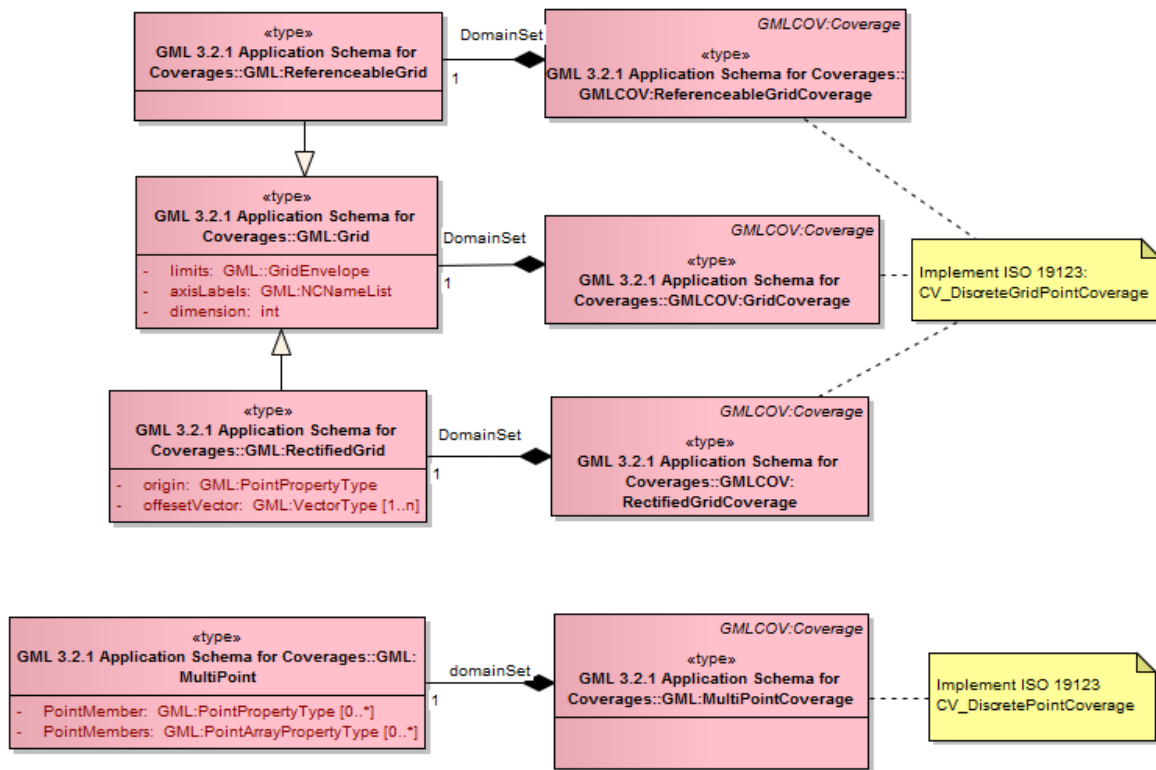 «type»
GML 3.2.1 Application Schema for
Coverages::GML:ReferenceableGrid
DomainSet
1
GMLCOV:Coverage
«type»
GML 3.2.1 Application Schema for Coverages::
GMLCOV:ReferenceableGridCoverage
«type»
GML 3.2.1 Application Schema for
Coverages::GML:Grid
- limits: GML::GridEnvelope
- axisLabels: GML:NCNameList
- dimension: int
DomainSet
1
GMLCOV:Coverage
«type»
GML 3.2.1 Application Schema for
Coverages::GMLCOV:GridCoverage
Implement ISO 19123:
CV_DiscreteGridPointCoverage
«type»
GML 3.2.1 Application Schema for
Coverages::GML:RectifiedGrid
- origin: GML:PointPropertyType
- offesetVector: GML:VectorType [1..n]
DomainSet
1
GMLCOV:Coverage
«type»
GML 3.2.1 Application Schema for
Coverages::GMLCOV:
RectifiedGridCoverage
«type»
GML 3.2.1 Application Schema for Coverages::GML:
MultiPoint
- PointMember: GML:PointPropertyType [0..*]
- PointMembers: GML:PointArrayPropertyType [0..*]
domainSet
1
GMLCOV:Coverage
«type»
GML 3.2.1 Application Schema for
Coverages::GML:MultiPointCoverage
Implement ISO 19123
CV_DiscretePointCoverage